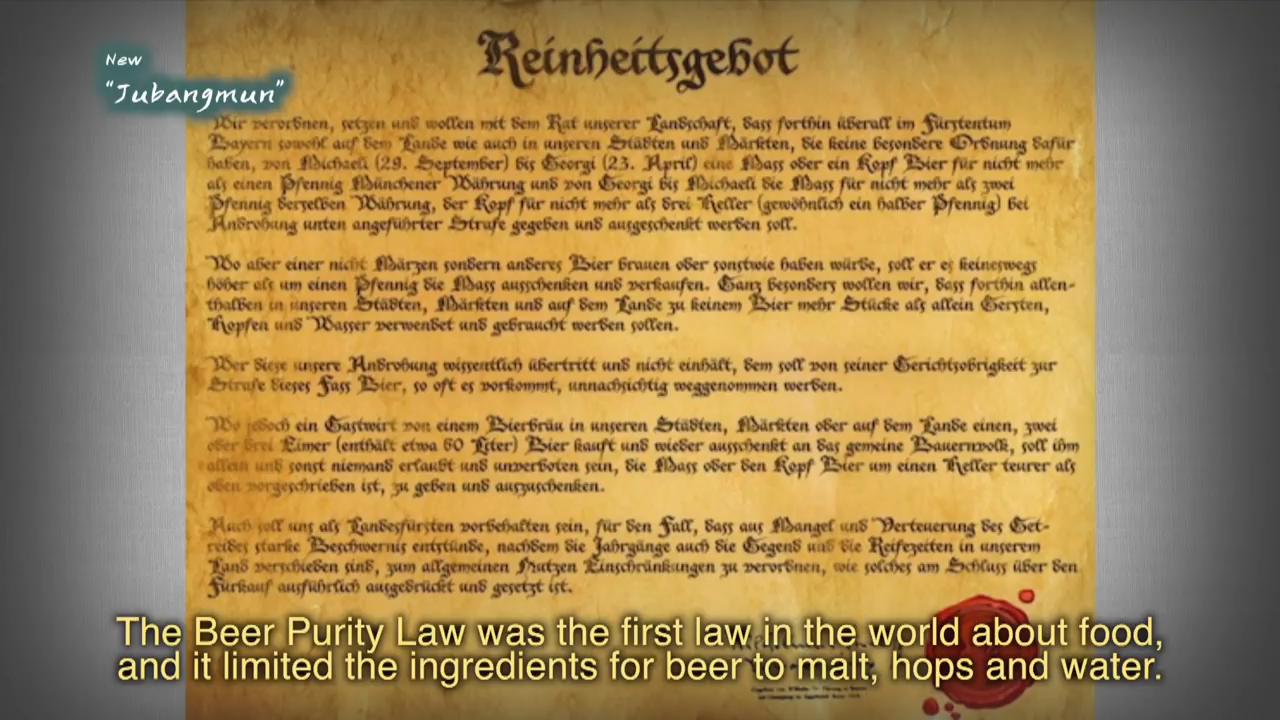 Reinheitsgebot
New
"Jubangmun"
Wir verordnen, setzen und wollen mit dem Rat unserer Landschaft, dass forthin überall im Fürstentum
Bayern sowohl auf dem Lande wie auch in unseren Städten und Märkten, die keine besondere Ordnung dafür
haben, von Michaeli (29. September) bis Georgi (23. April) eine Mass oder ein Kopf Bier für nicht mehr
als einen Pfennig Münchener Währung und von Georgi bis Michaeli die Mass für nicht mehr als zwei
Pfennig derselben Währung, der Kopf für nicht mehr als drei Heller (gewöhnlich ein halber Pfennig) bei
Androhung unten angeführter Strafe gegeben und ausgeschenkt werden soll.
Wo aber einer nicht Märzen sondern anderes Bier brauen oder sonstwie haben würde, soll er es keineswegs
höher als um einen Pfennig die Mass ausschenken und verkaufen. Ganz besonders wollen wir, dass forthin allen-
thalben in unseren Städten, Märkten und auf dem Lande zu keinem Bier mehr Stücke als allein Gersten,
Hopfen und Wasser verwendet und gebraucht werden sollen.
Wer diese unsere Androhung wissentlich übertritt und nicht einhält, dem soll von seiner Gerichtsobrigkeit zur
Strafe dieses Fass Bier, so oft es vorkommt, unnachsichtig weggenommen werden.
Wo jedoch ein Gastwirt von einem Bierbräu in unseren Städten, Märkten oder auf dem Lande einen, zwei
oder drei Eimer (enthält etwa 60 Liter) Bier kauft und wieder ausschenkt an das gemeine Bauernvolk, soll ihm
allein und sonst niemand erlaubt und unverboten sein, die Mass oder den Kopf Bier um einen Heller teurer als
oben vorgeschrieben ist, zu geben und auszuschenken.
Auch soll uns als Landesfürsten vorbehalten sein, für den Fall, dass aus Mangel und Verteuerung des Get-
reides starke Beschwernis entstünde, nachdem die Jahrgänge auch die Gegend und die Reifezeiten in unserem
Land verschieden sind, zum allgemeinen Nutzen Einschränkungen zu verordnen, wie solches am Schluss über den
Fürkauf ausführlich ausgedrückt und gesetzt ist.
The Beer Purity Law was the first law in the world about food,
and it limited the ingredients for beer to malt, hops and water.